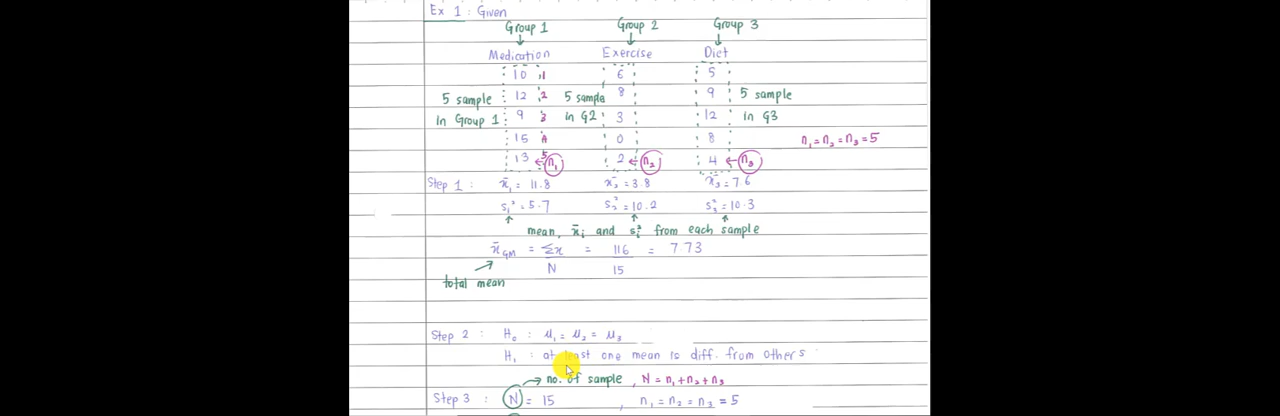 Ex 1 : Given
Group 1 Group 2 Group 3
Medication Exercise Diet
10 1 6 5
5 sample 12 2 5 sample 8 9 5 sample
in Group 1 9 3 in G2 3 12 in G3
15 4 0 8 n₁ = n₂ = n₃ = 5
13 5 n₁ 2 n₂ 4 n₃
Step 1 : x̄₁ = 11.8 x̄₂ = 3.8 x̄₃ = 7.6
s₁² = 5.7 s₂² = 10.2 s₃² = 10.3
mean, x̄ᵢ and sᵢ² from each sample
x̄GM = Σx = 116 = 7.73
N 15
total mean
Step 2 : H₀ : μ₁ = μ₂ = μ₃
H₁ : at least one mean is diff. from others
no. of sample, N = n₁ + n₂ + n₃
Step 3 : N = 15 , n₁ = n₂ = n₃ = 5